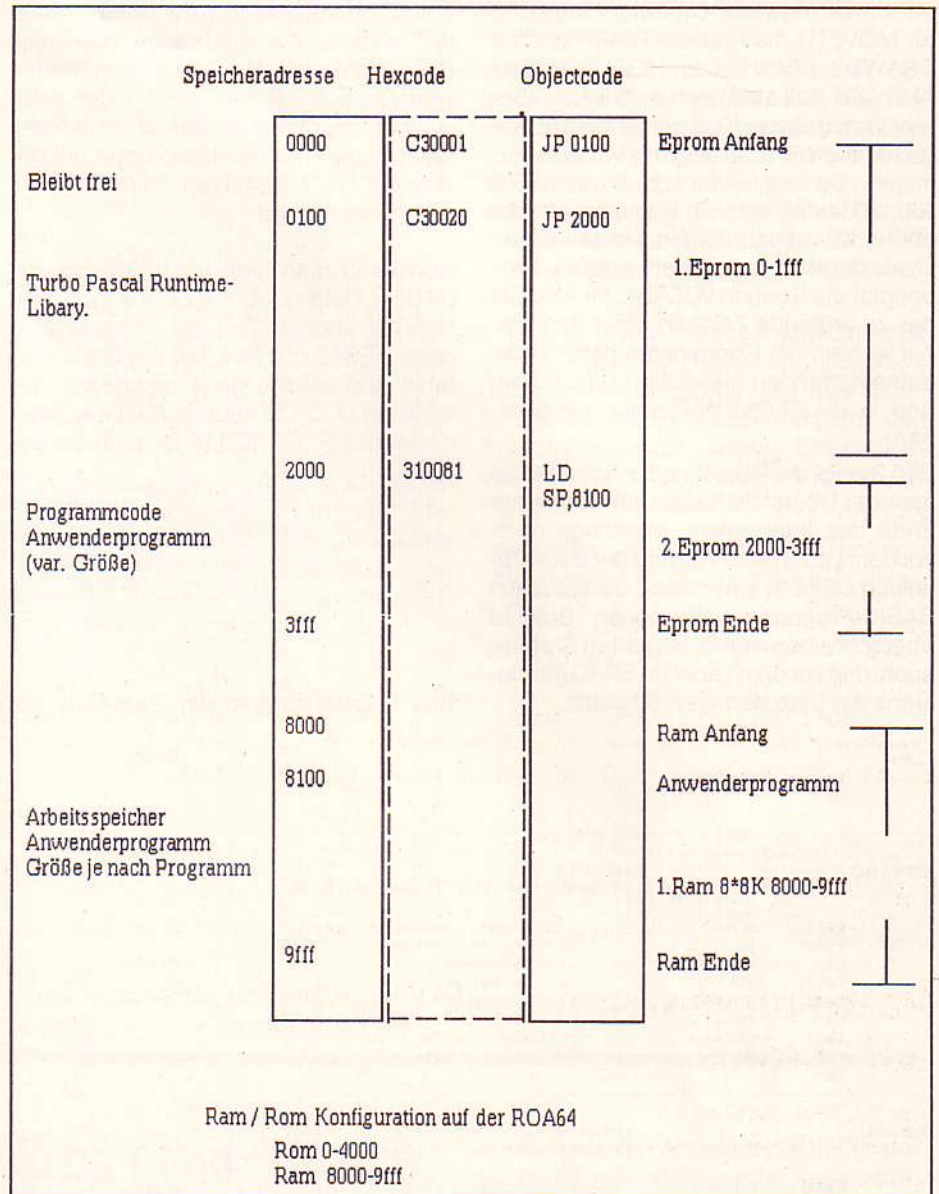 Speicheradresse Hexcode Objectcode
0000 C30001 JP 0100 Eprom Anfang
Bleibt frei
0100 C30020 JP 2000
1.Eprom 0-1fff
Turbo Pascal Runtime-
Libary.
2000 310081 LD
SP,8100
Programmcode
Anwenderprogramm
(var. Größe)
2.Eprom 2000-3fff
3fff Eprom Ende
8000 Ram Anfang
8100 Anwenderprogramm
Arbeitsspeicher
Anwenderprogramm
Größe je nach Programm
1.Ram 8*8K 8000-9fff
9fff Ram Ende
Ram / Rom Konfiguration auf der ROA64
Rom 0-4000
Ram 8000-9fff